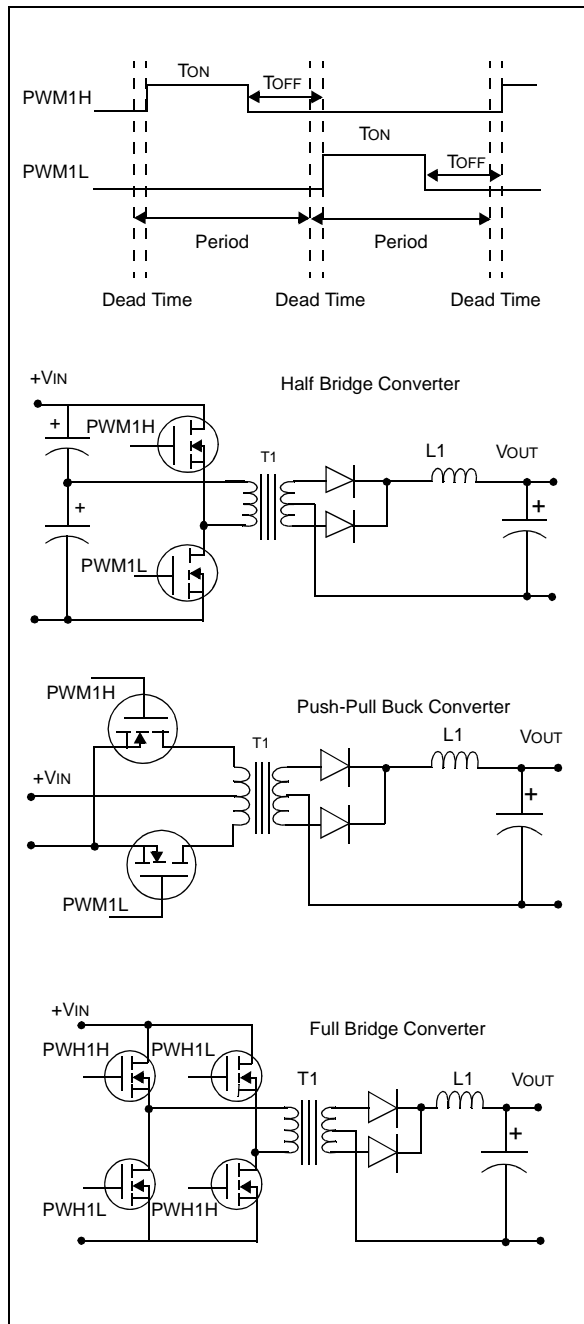 TON
TOFF
PWM1H
TON
TOFF
PWM1L
Period Period
Dead Time Dead Time Dead Time
+VIN
Half Bridge Converter
+
PWM1H
T1
L1
VOUT
+
+
PWM1L
PWM1H
Push-Pull Buck Converter
T1
L1
VOUT
+VIN
+
PWM1L
+VIN
Full Bridge Converter
PWH1H PWH1L
T1
L1
VOUT
+
PWH1L PWH1H